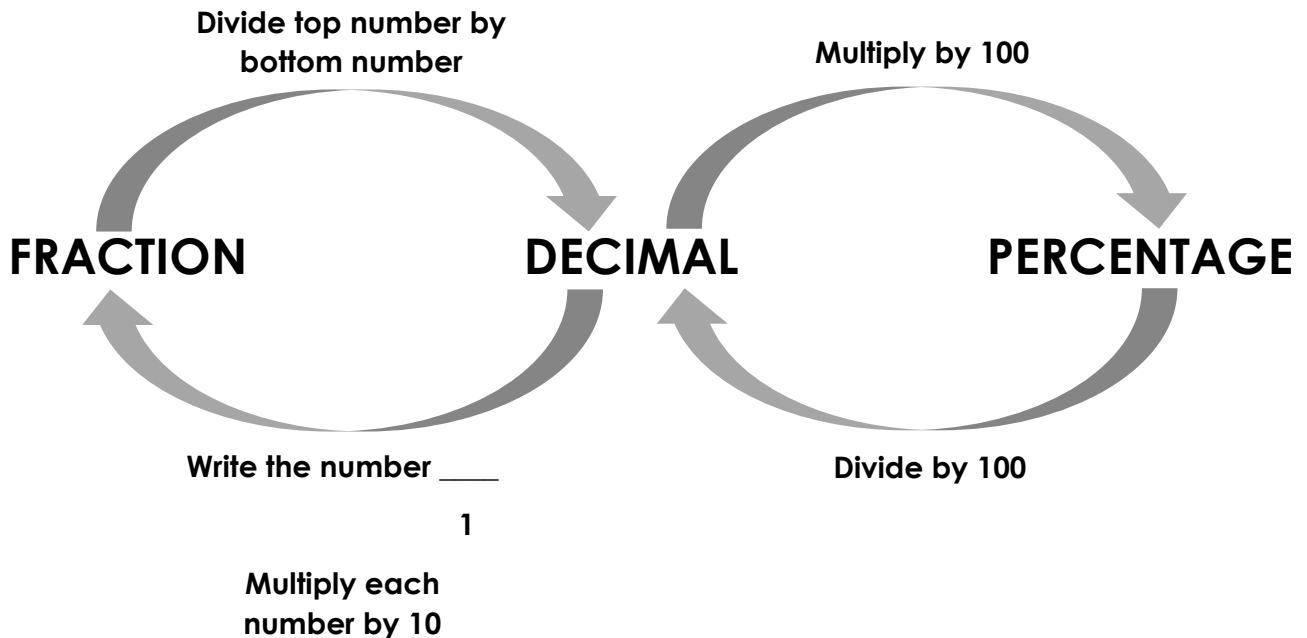 Divide top number by
bottom number
Multiply by 100
FRACTION
DECIMAL
PERCENTAGE
Write the number ____
1
Divide by 100
Multiply each
number by 10